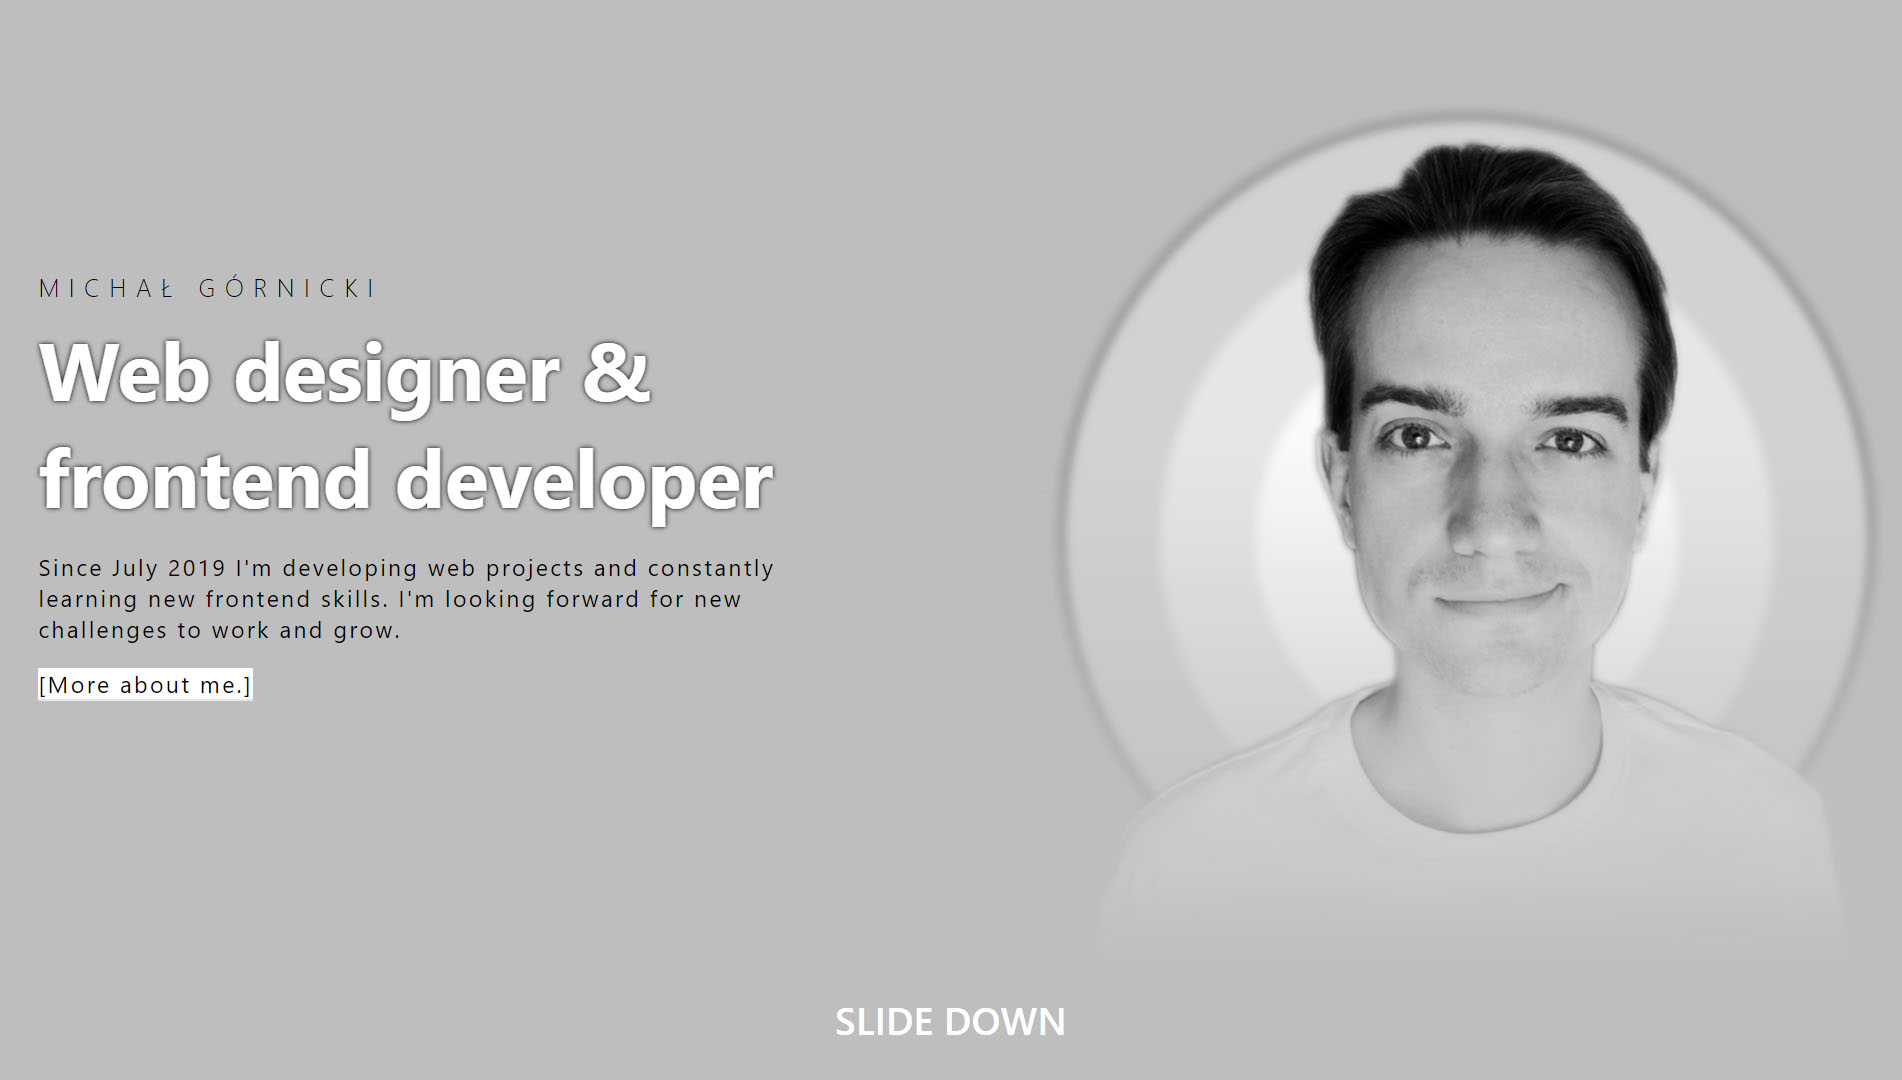 MICHAŁ GÓRNICKI
Web designer &
frontend developer
Since July 2019 I'm developing web projects and constantly
learning new frontend skills. I'm looking forward for new
challenges to work and grow.
[More about me.]
SLIDE DOWN